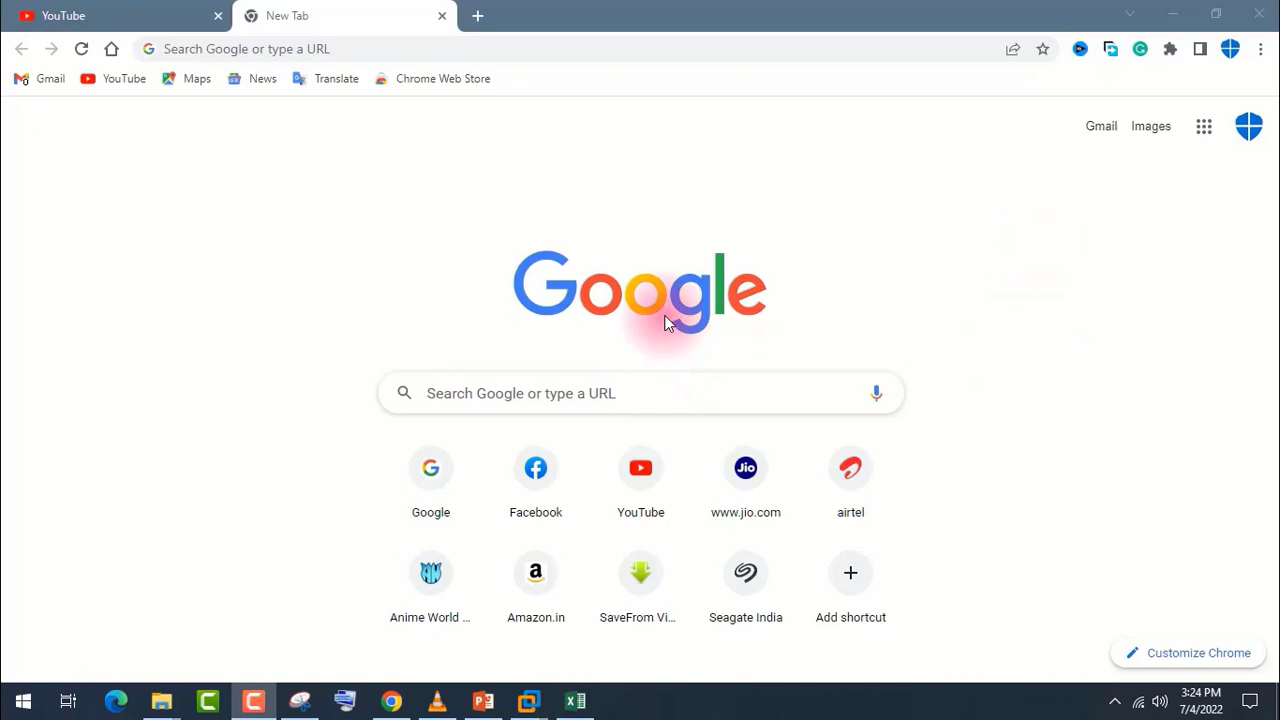 YouTube
New Tab
Search Google or type a URL
Gmail YouTube Maps News Translate Chrome Web Store
Gmail Images
Google
Search Google or type a URL
Google Facebook YouTube www.jio.com airtel
Anime World ... Amazon.in SaveFrom Vi... Seagate India Add shortcut
Customize Chrome
3:24 PM
7/4/2022